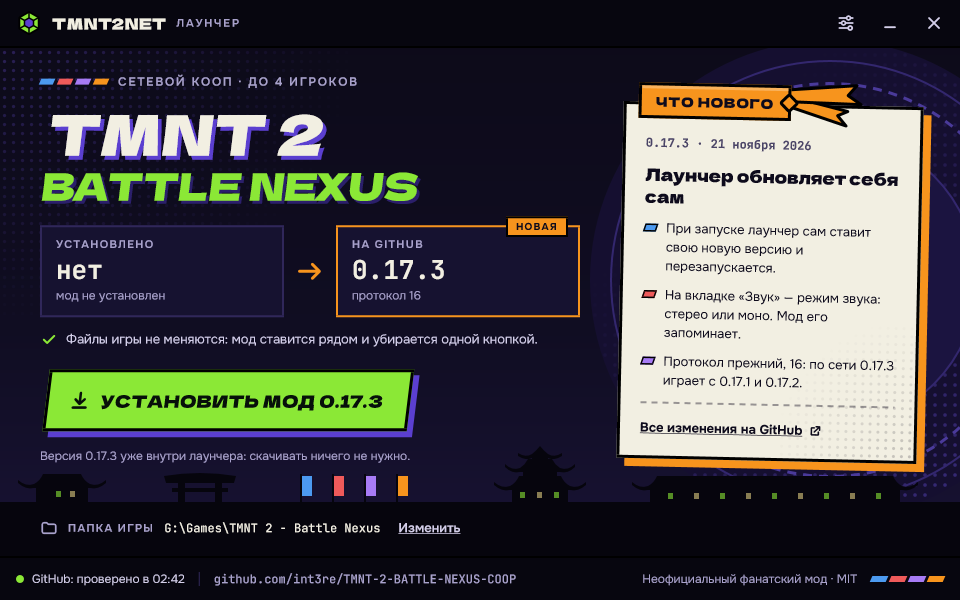 TMNT2NET ЛАУНЧЕР
СЕТЕВОЙ КООП · ДО 4 ИГРОКОВ
TMNT 2
BATTLE NEXUS
УСТАНОВЛЕНО
нет
мод не установлен
НОВАЯ
НА GITHUB
0.17.3
протокол 16
Файлы игры не меняются: мод ставится рядом и убирается одной кнопкой.
УСТАНОВИТЬ МОД 0.17.3
Версия 0.17.3 уже внутри лаунчера: скачивать ничего не нужно.
ЧТО НОВОГО
0.17.3 · 21 ноября 2026
Лаунчер обновляет себя
сам
При запуске лаунчер сам ставит
свою новую версию и
перезапускается.
На вкладке «Звук» — режим звука:
стерео или моно. Мод его
запоминает.
Протокол прежний, 16: по сети 0.17.3
играет с 0.17.1 и 0.17.2.
Все изменения на GitHub
ПАПКА ИГРЫ G:\Games\TMNT 2 - Battle Nexus Изменить
GitHub: проверено в 02:42 github.com/int3re/TMNT-2-BATTLE-NEXUS-COOP Неофициальный фанатский мод · MIT